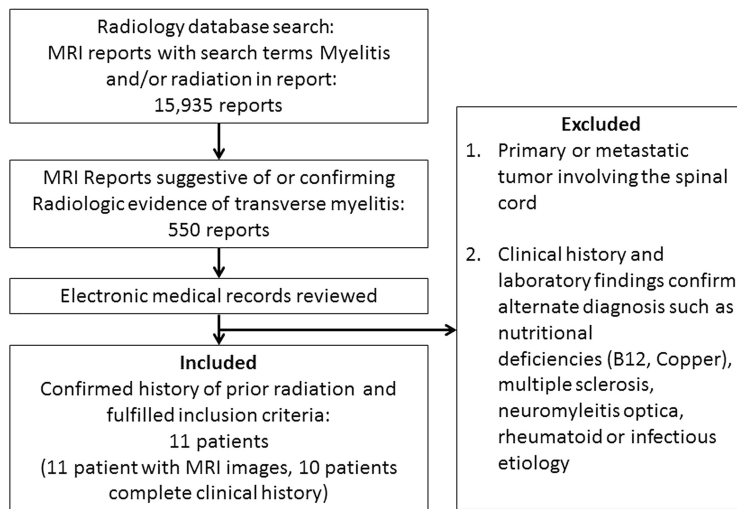 Radiology database search:
MRI reports with search terms Myelitis
and/or radiation in report:
15,935 reports
MRI Reports suggestive of or confirming
Radiologic evidence of transverse myelitis:
550 reports
Electronic medical records reviewed
Included
Confirmed history of prior radiation and
fulfilled inclusion criteria:
11 patients
(11 patient with MRI images, 10 patients
complete clinical history)
Excluded
1. Primary or metastatic
tumor involving the spinal
cord
2. Clinical history and
laboratory findings confirm
alternate diagnosis such as
nutritional
deficiencies (B12, Copper),
multiple sclerosis,
neuromyleitis optica,
rheumatoid or infectious
etiology